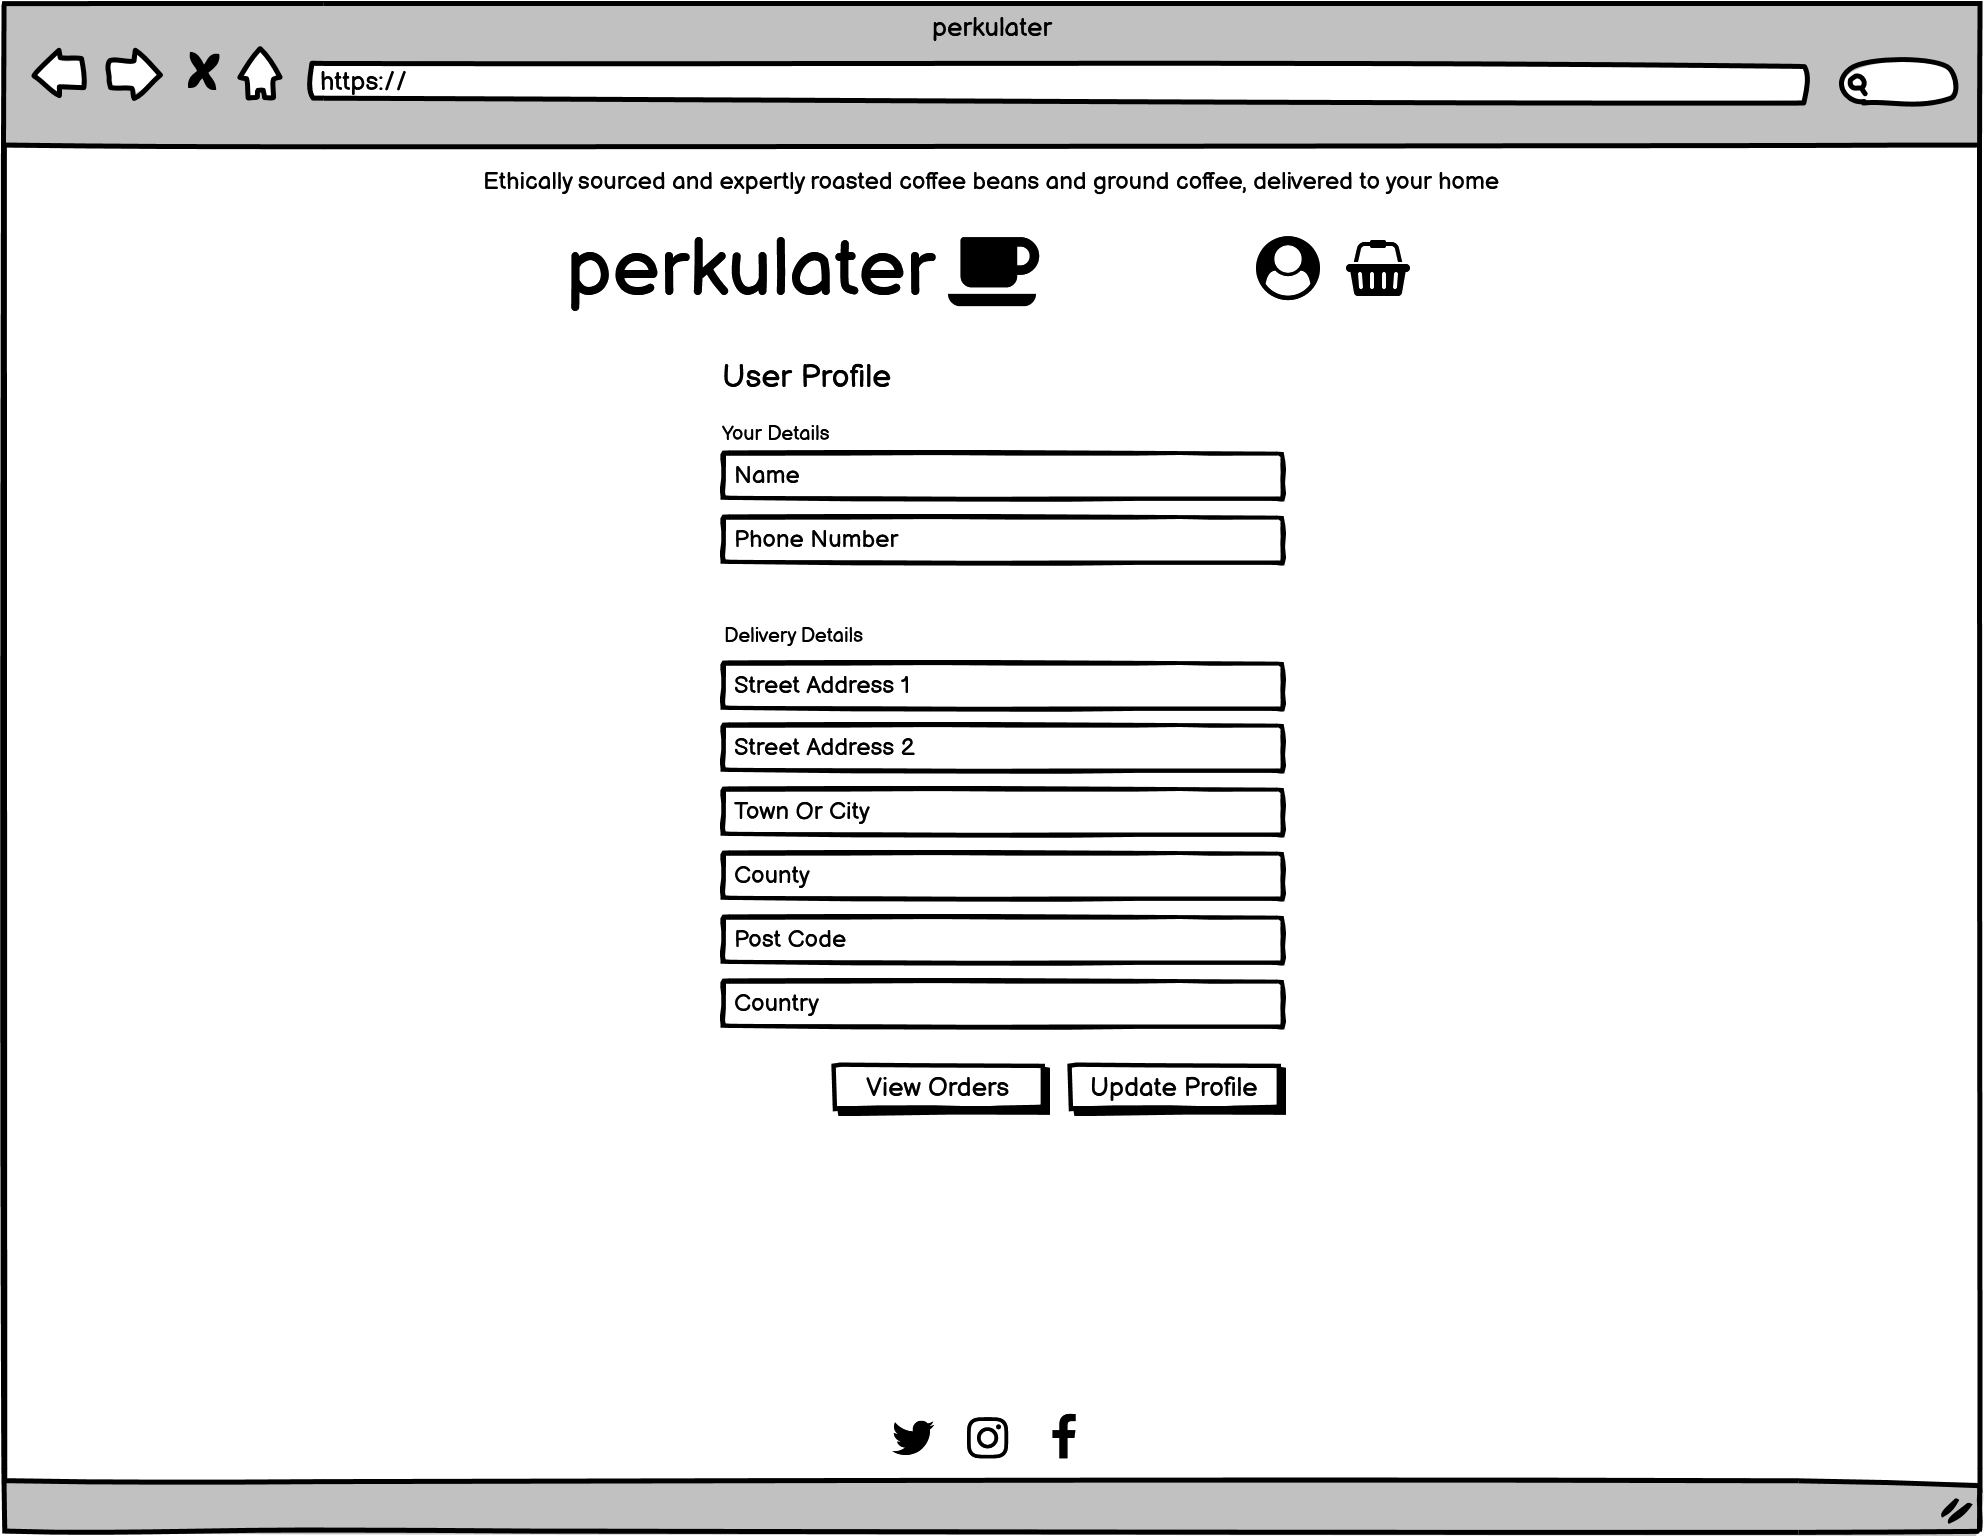 perkulater
https://
Ethically sourced and expertly roasted coffee beans and ground coffee, delivered to your home
perkulater
User Profile
Your Details
Name
Phone Number
Delivery Details
Street Address 1
Street Address 2
Town Or City
County
Post Code
Country
View Orders
Update Profile